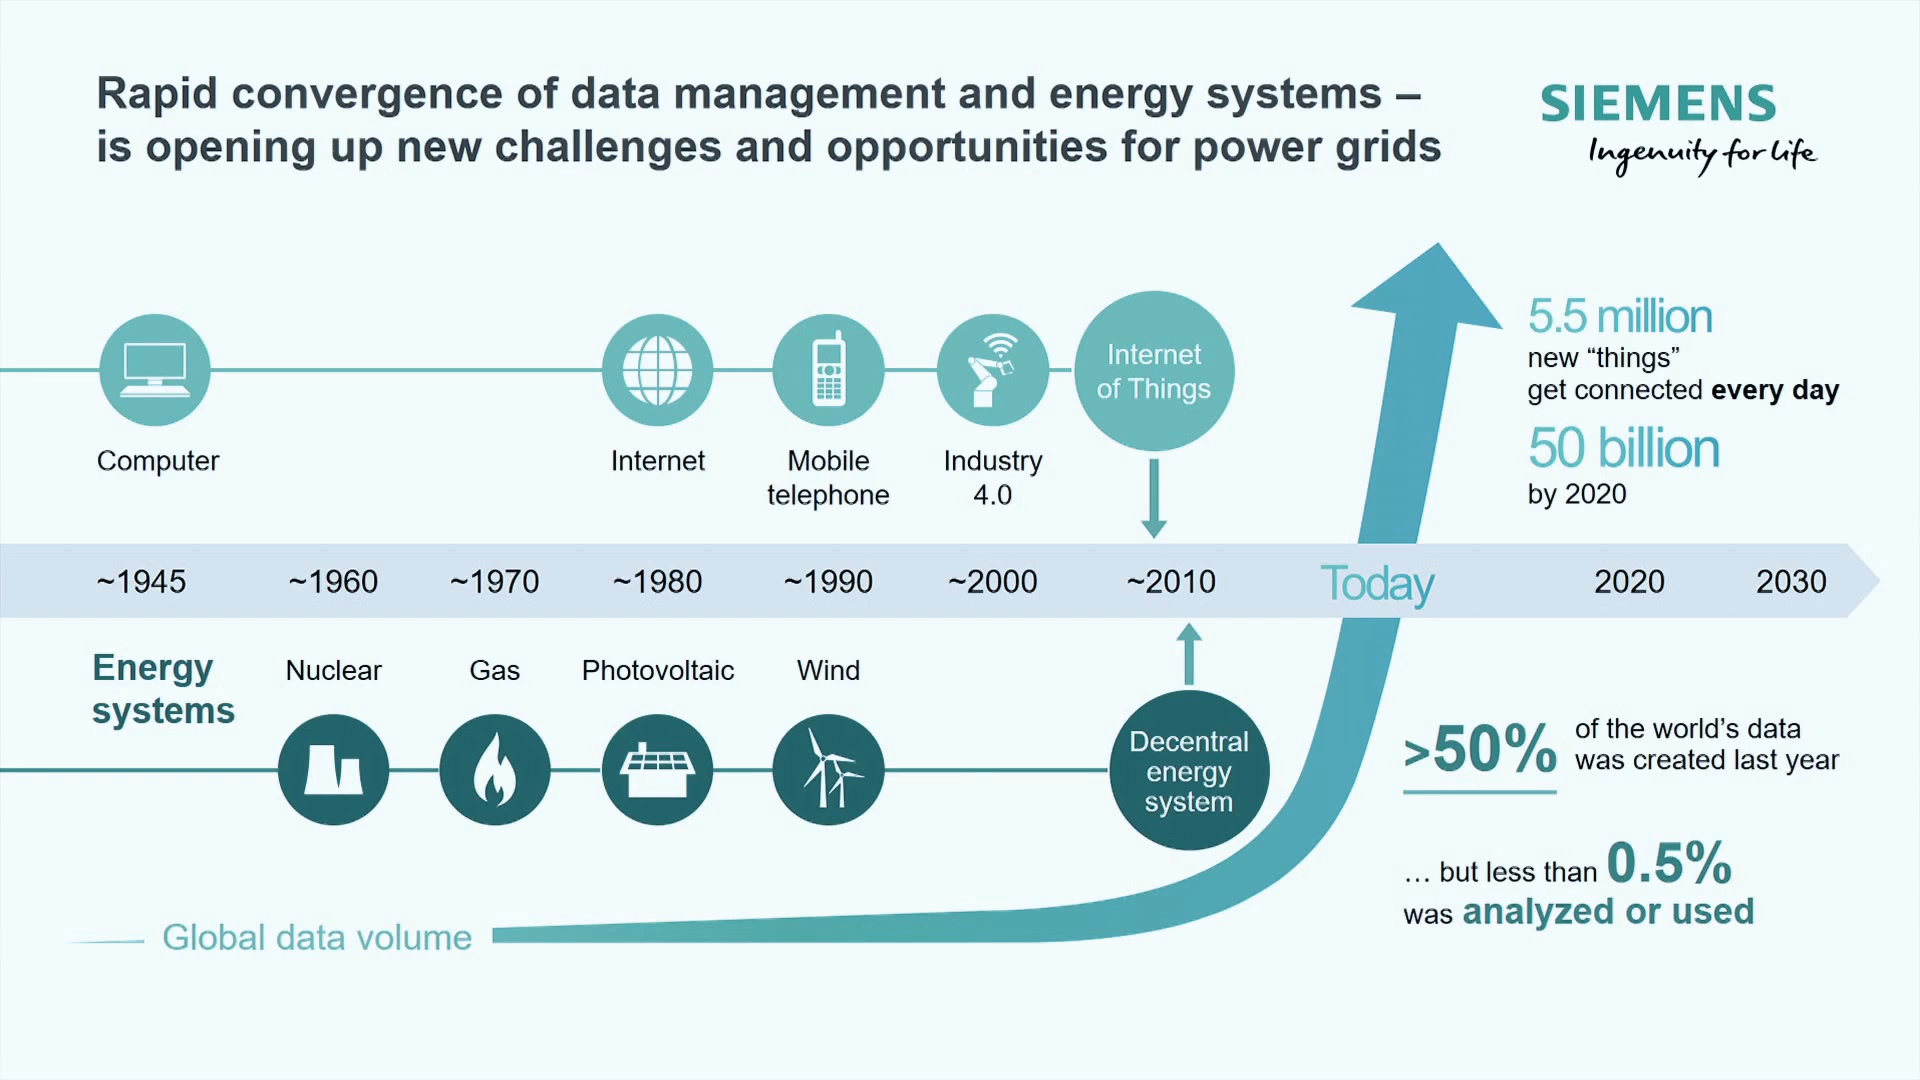 Rapid convergence of data management and energy systems –
is opening up new challenges and opportunities for power grids
SIEMENS
Ingenuity for life
Computer
Internet
Mobile
telephone
Industry
4.0
Internet
of Things
5.5 million
new “things”
get connected every day
50 billion
by 2020
~1945 ~1960 ~1970 ~1980 ~1990 ~2000 ~2010 Today 2020 2030
Energy
systems
Nuclear
Gas
Photovoltaic
Wind
Decentral
energy
system
>50% of the world’s data
was created last year
… but less than 0.5%
was analyzed or used
Global data volume